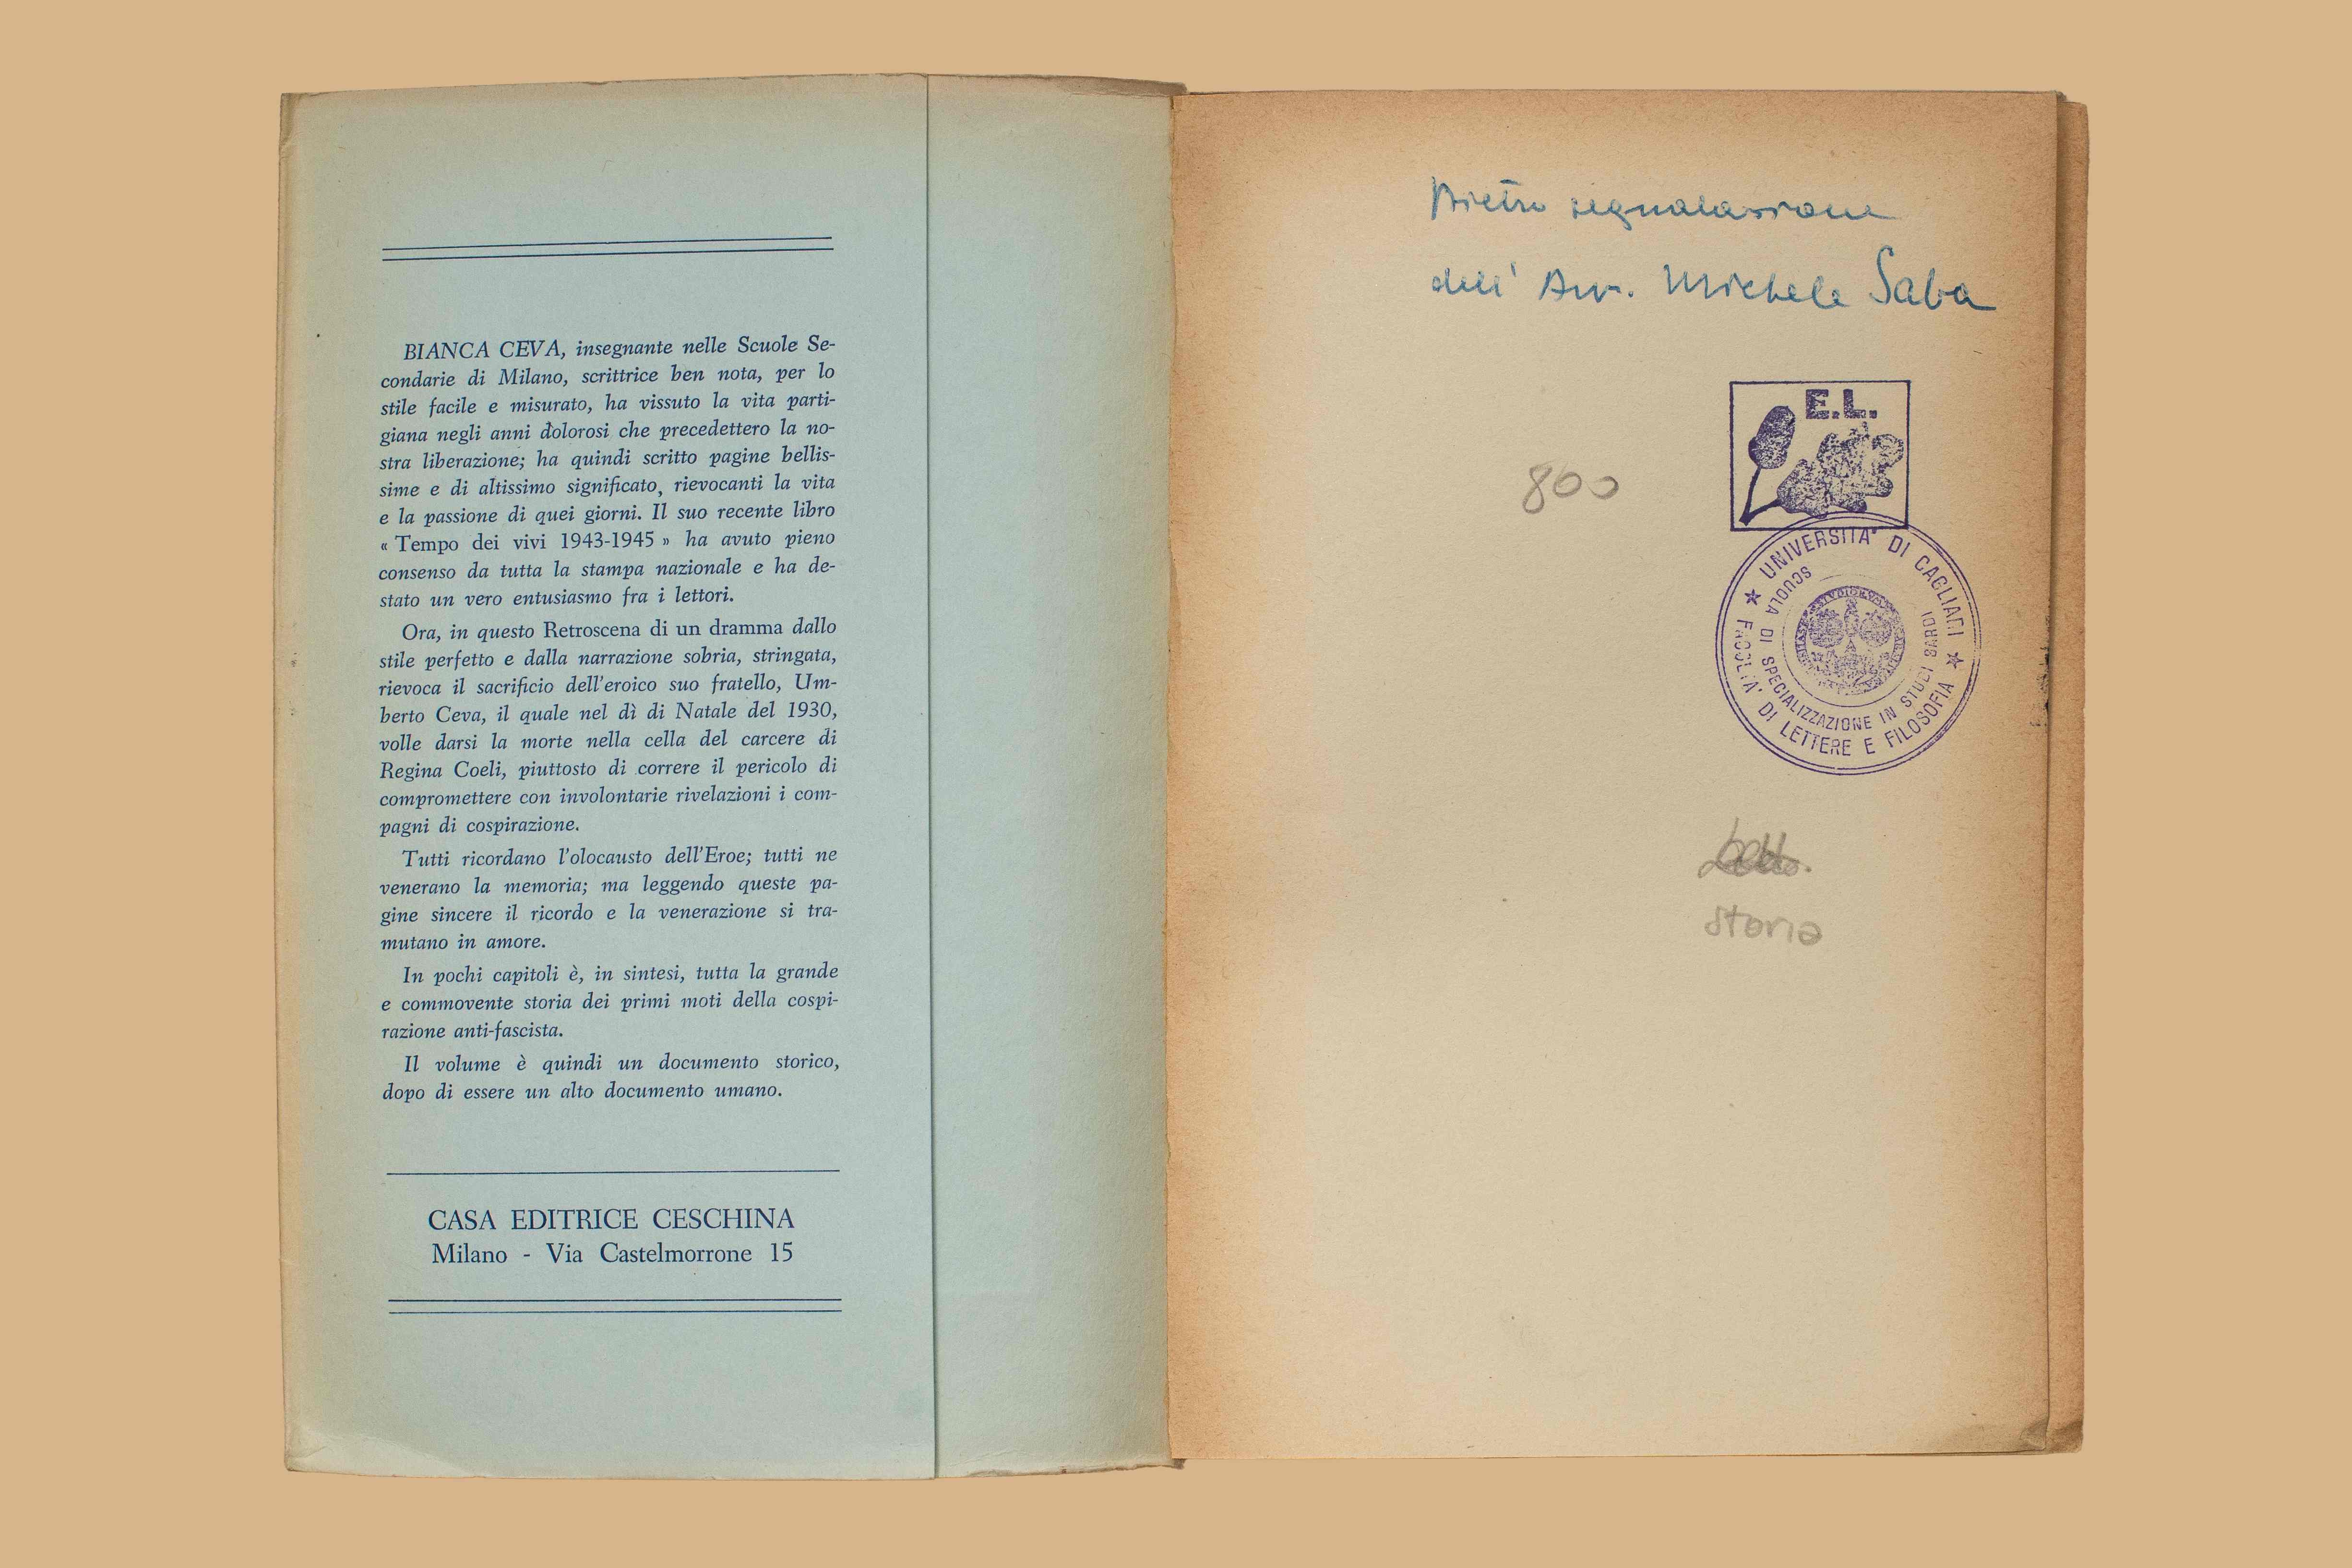 BIANCA CEVA, insegnante nelle Scuole Se-
condarie di Milano, scrittrice ben nota, per lo
stile facile e misurato, ha vissuto la vita parti-
giana negli anni dolorosi che precedettero la no-
stra liberazione; ha quindi scritto pagine bellis-
sime e di altissimo significato, rievocanti la vita
e la passione di quei giorni. Il suo recente libro
« Tempo dei vivi 1943-1945 » ha avuto pieno
consenso da tutta la stampa nazionale e ha de-
stato un vero entusiasmo fra i lettori.
Ora, in questo Retroscena di un dramma dallo
stile perfetto e dalla narrazione sobria, stringata,
rievoca il sacrificio dell'eroico suo fratello, Um-
berto Ceva, il quale nel dì di Natale del 1930,
volle darsi la morte nella cella del carcere di
Regina Coeli, piuttosto di correre il pericolo di
compromettere con involontarie rivelazioni i com-
pagni di cospirazione.
Tutti ricordano l'olocausto dell'Eroe; tutti ne
venerano la memoria; ma leggendo queste pa-
gine sincere il ricordo e la venerazione si tra-
mutano in amore.
In pochi capitoli è, in sintesi, tutta la grande
e commovente storia dei primi moti della cospi-
razione anti-fascista.
Il volume è quindi un documento storico,
dopo di essere un alto documento umano.
CASA EDITRICE CESCHINA
Milano - Via Castelmorrone 15
Dietro segnalazione
dell' Avv. Michele Saba
E.L.
800
UNIVERSITA' DI CAGLIARI
FACOLTA' DI LETTERE E FILOSOFIA
SCUOLA DI SPECIALIZZAZIONE IN STUDI SARDI
storia